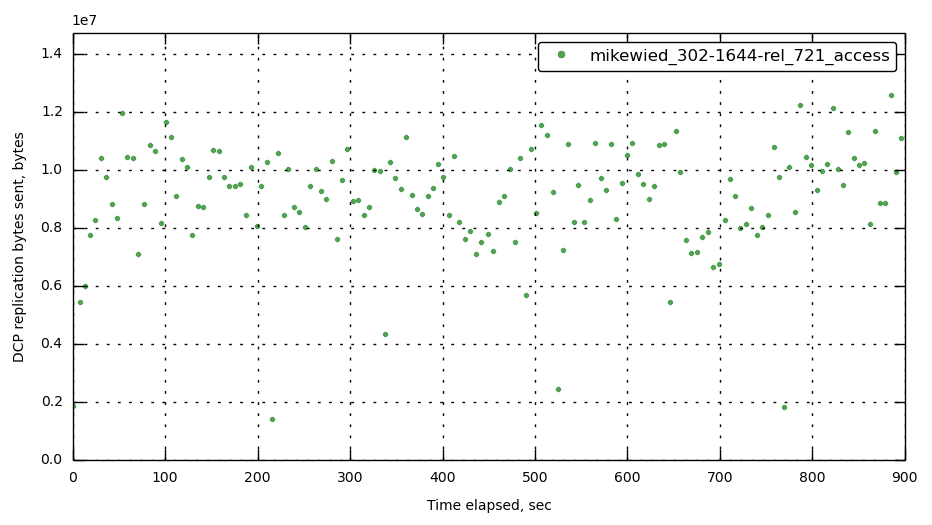 1e7
mikewied_302-1644-rel_721_access
1.4
1.2
1.0
0.8
0.6
0.4
0.2
0.0
DCP replication bytes sent, bytes
0 100 200 300 400 500 600 700 800 900
Time elapsed, sec